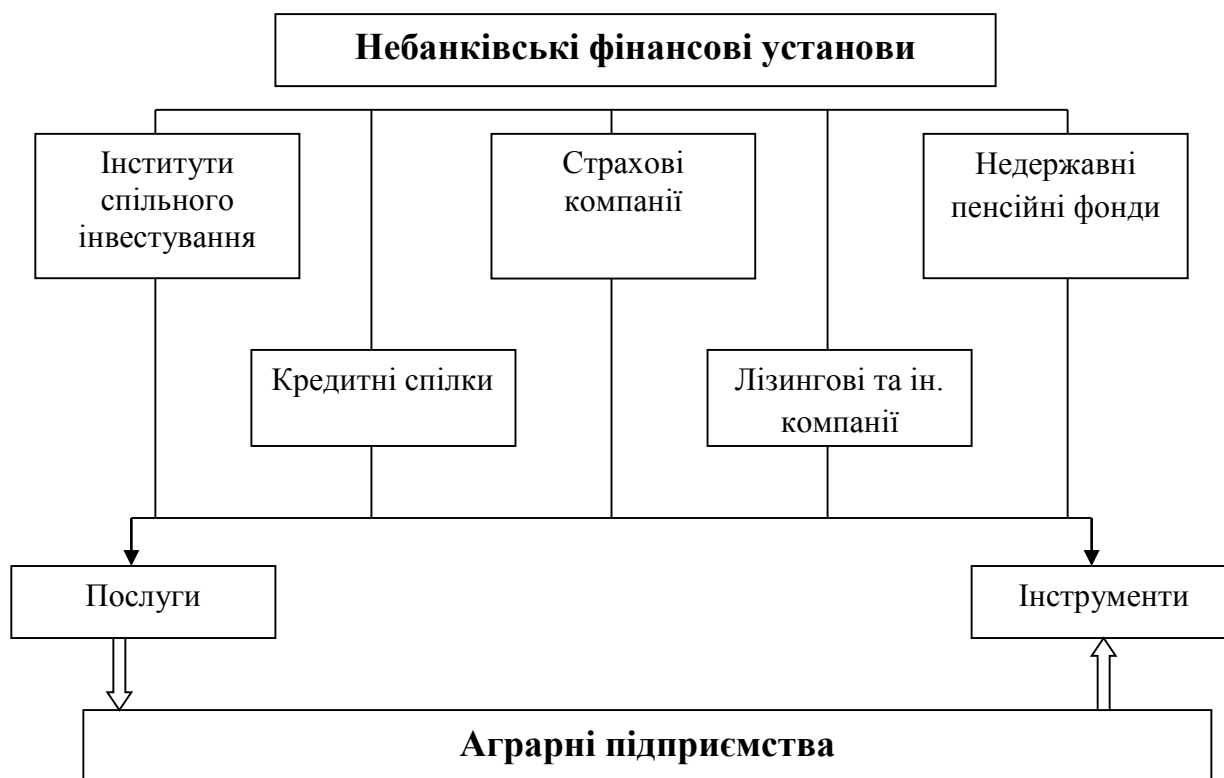 Небанківські фінансові установи
Інститути
спільного
інвестування
Страхові
компанії
Недержавні
пенсійні фонди
Кредитні спілки
Лізингові та ін.
компанії
Послуги
Інструменти
Аграрні підприємства